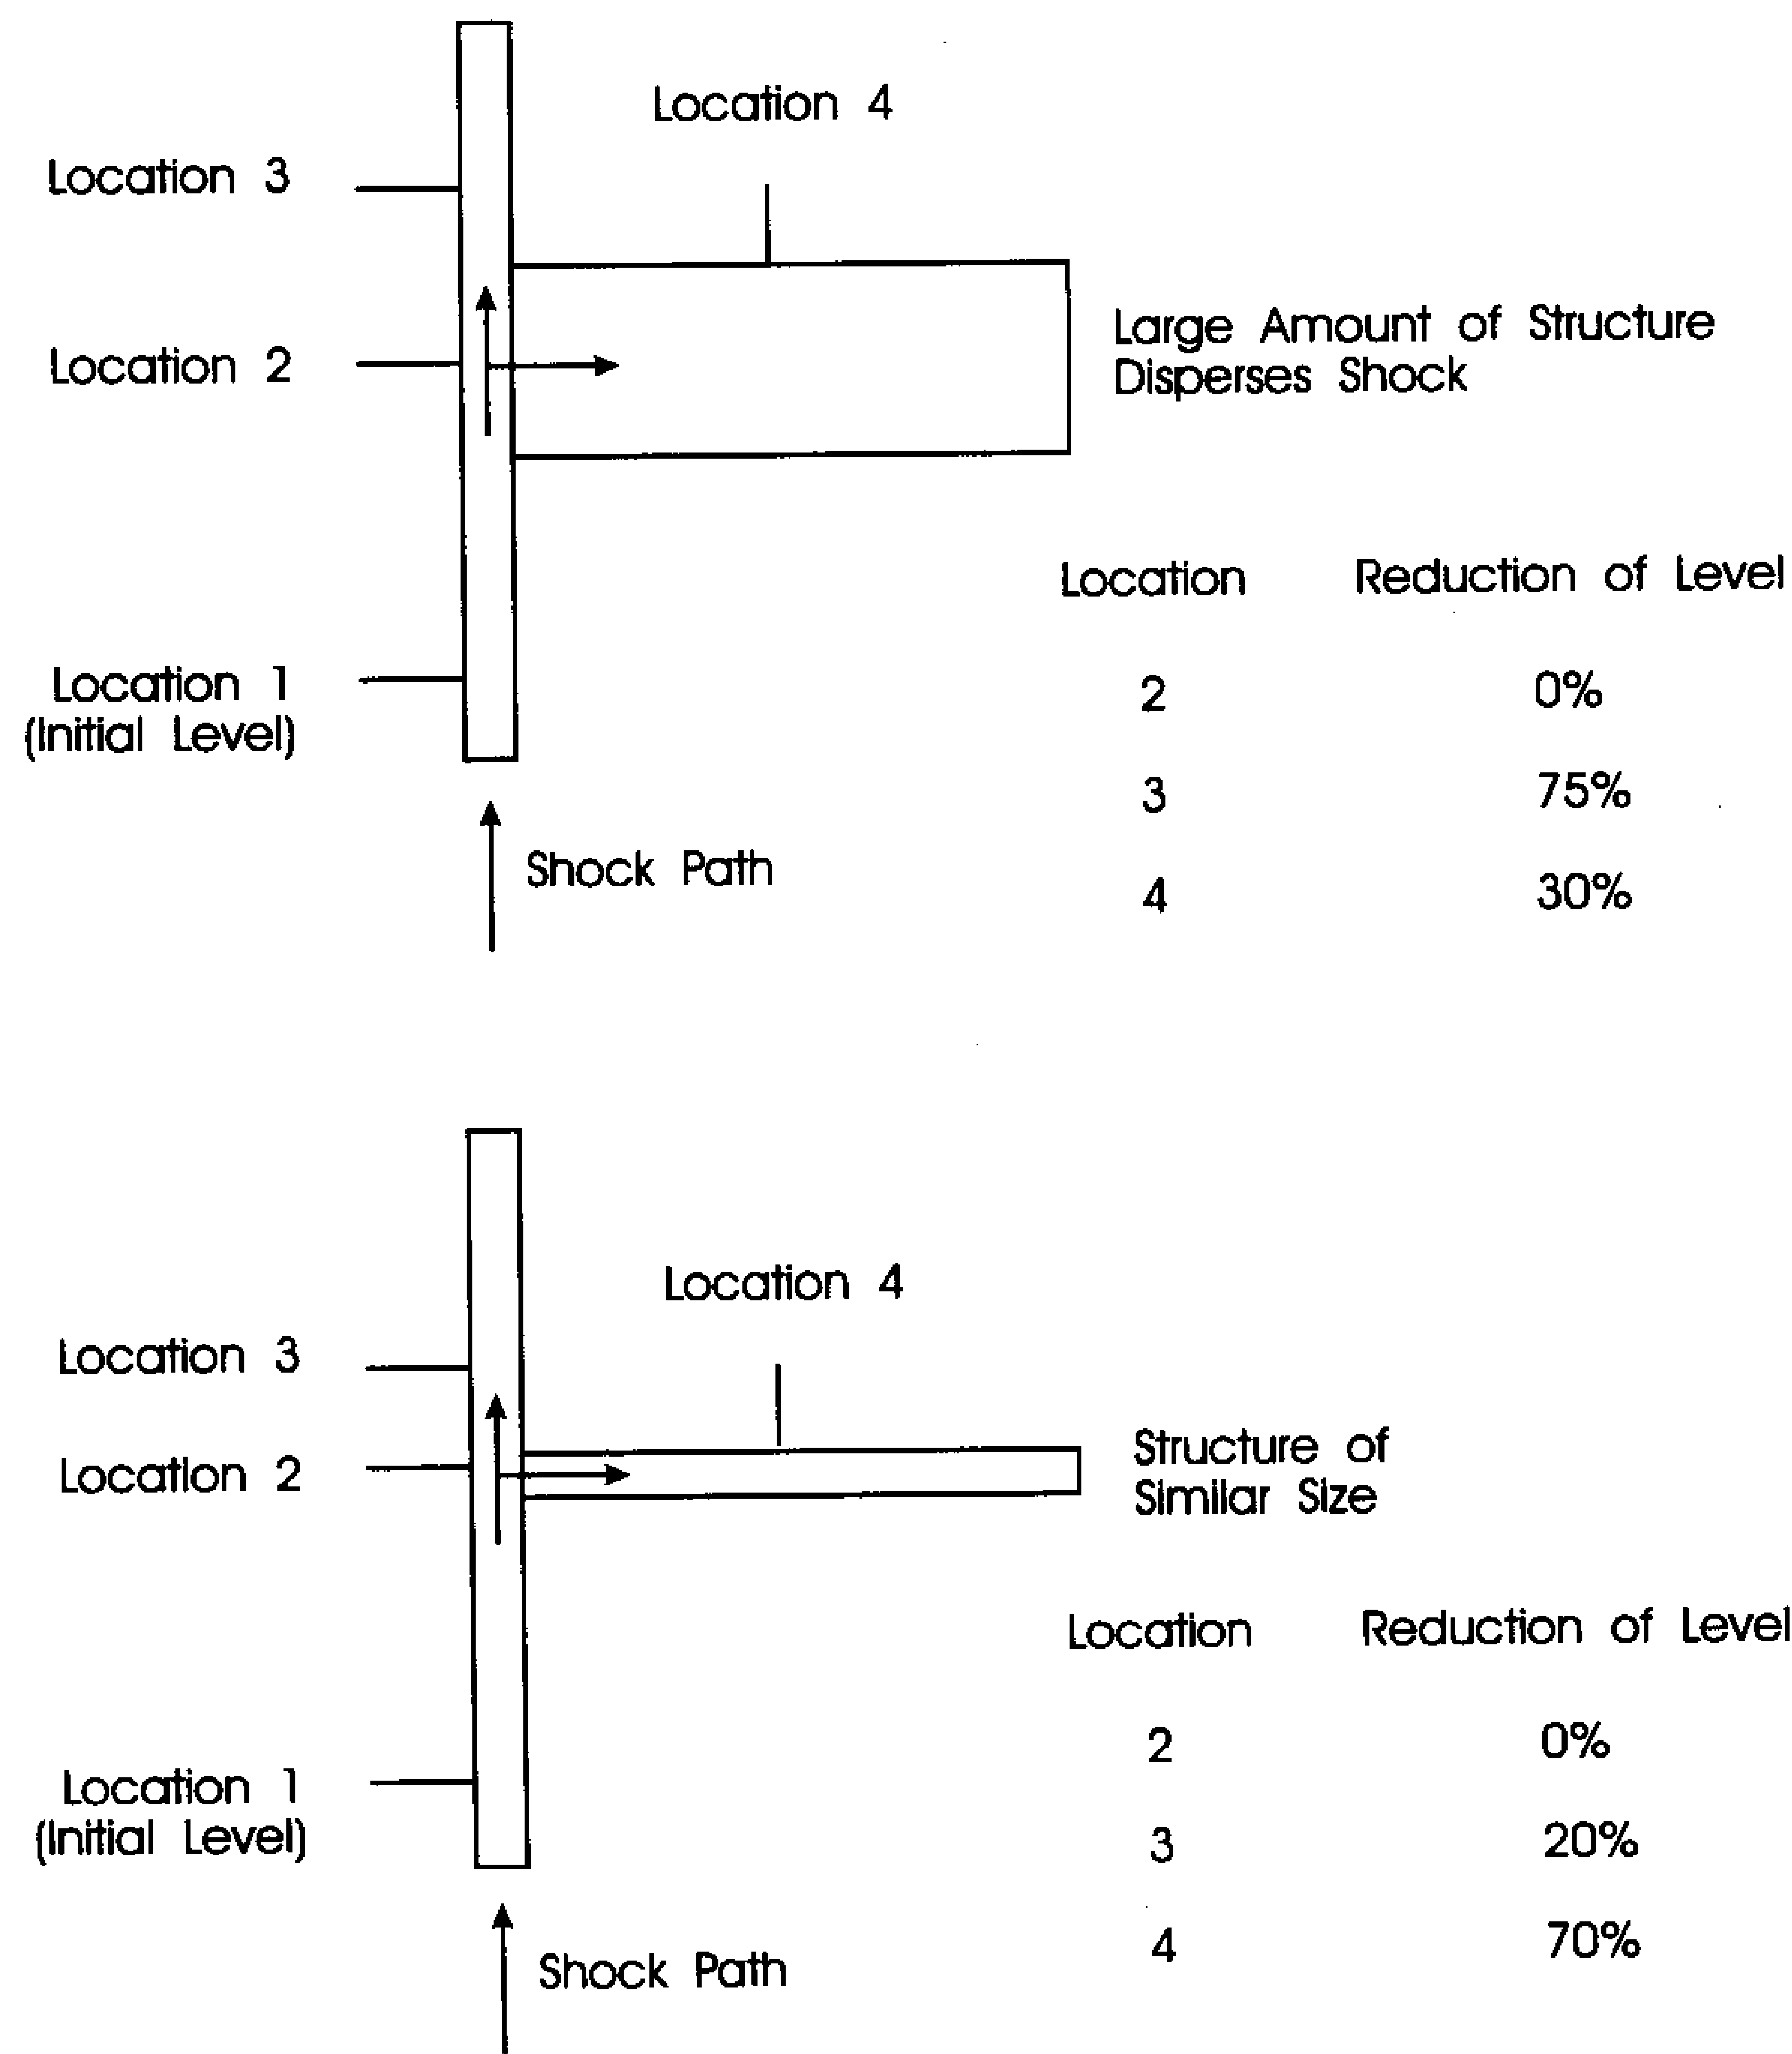 Location 4
Location 3
Location 2
Large Amount of Structure
Disperses Shock
Location Reduction of Level
Location 1
(Initial Level)
2 0%
3 75%
4 30%
Shock Path
Location 4
Location 3
Location 2
Structure of
Similar Size
Location Reduction of Level
2 0%
Location 1
(Initial Level)
3 20%
4 70%
Shock Path